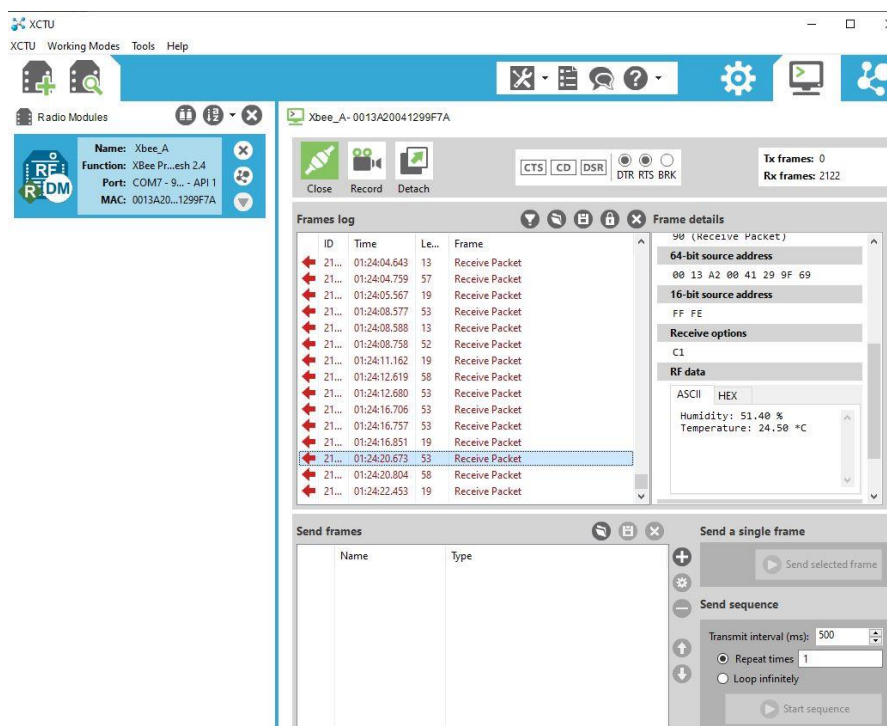 XCTU
XCTU Working Modes Tools Help
Radio Modules
Name: Xbee_A
Function: XBee Pr...esh 2.4
Port: COM7 - 9... - API 1
MAC: 0013A20...1299F7A
RF
R DM
Xbee_A - 0013A20041299F7A
Close Record Detach
CTS CD DSR DTR RTS BRK
Tx frames: 0
Rx frames: 2122
Frames log
ID Time Le... Frame
21... 01:24:04.643 13 Receive Packet
21... 01:24:04.759 57 Receive Packet
21... 01:24:05.567 19 Receive Packet
21... 01:24:08.577 53 Receive Packet
21... 01:24:08.588 13 Receive Packet
21... 01:24:08.758 52 Receive Packet
21... 01:24:11.162 19 Receive Packet
21... 01:24:12.619 58 Receive Packet
21... 01:24:12.680 53 Receive Packet
21... 01:24:16.706 53 Receive Packet
21... 01:24:16.757 53 Receive Packet
21... 01:24:16.851 19 Receive Packet
21... 01:24:20.673 53 Receive Packet
21... 01:24:20.804 58 Receive Packet
21... 01:24:22.453 19 Receive Packet
Frame details
90 (Receive Packet)
64-bit source address
00 13 A2 00 41 29 9F 69
16-bit source address
FF FE
Receive options
C1
RF data
ASCII HEX
Humidity: 51.40 %
Temperature: 24.50 *C
Send frames
Name Type
Send a single frame
Send selected frame
Send sequence
Transmit interval (ms): 500
Repeat times 1
Loop infinitely
Start sequence